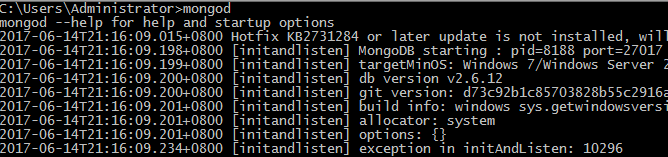 C:\Users\Administrator>mongod
mongod --help for help and startup options
2017-06-14T21:16:09.015+0800 Hotfix KB2731284 or later update is not installed, will
2017-06-14T21:16:09.198+0800 [initandlisten] MongoDB starting : pid=8188 port=27017
2017-06-14T21:16:09.199+0800 [initandlisten] targetMinOS: Windows 7/Windows Server 2
2017-06-14T21:16:09.200+0800 [initandlisten] db version v2.6.12
2017-06-14T21:16:09.200+0800 [initandlisten] git version: d73c92b1c85703828b55c2916a
2017-06-14T21:16:09.201+0800 [initandlisten] build info: windows sys.getwindowsversi
2017-06-14T21:16:09.201+0800 [initandlisten] allocator: system
2017-06-14T21:16:09.201+0800 [initandlisten] options: {}
2017-06-14T21:16:09.234+0800 [initandlisten] exception in initAndListen: 10296